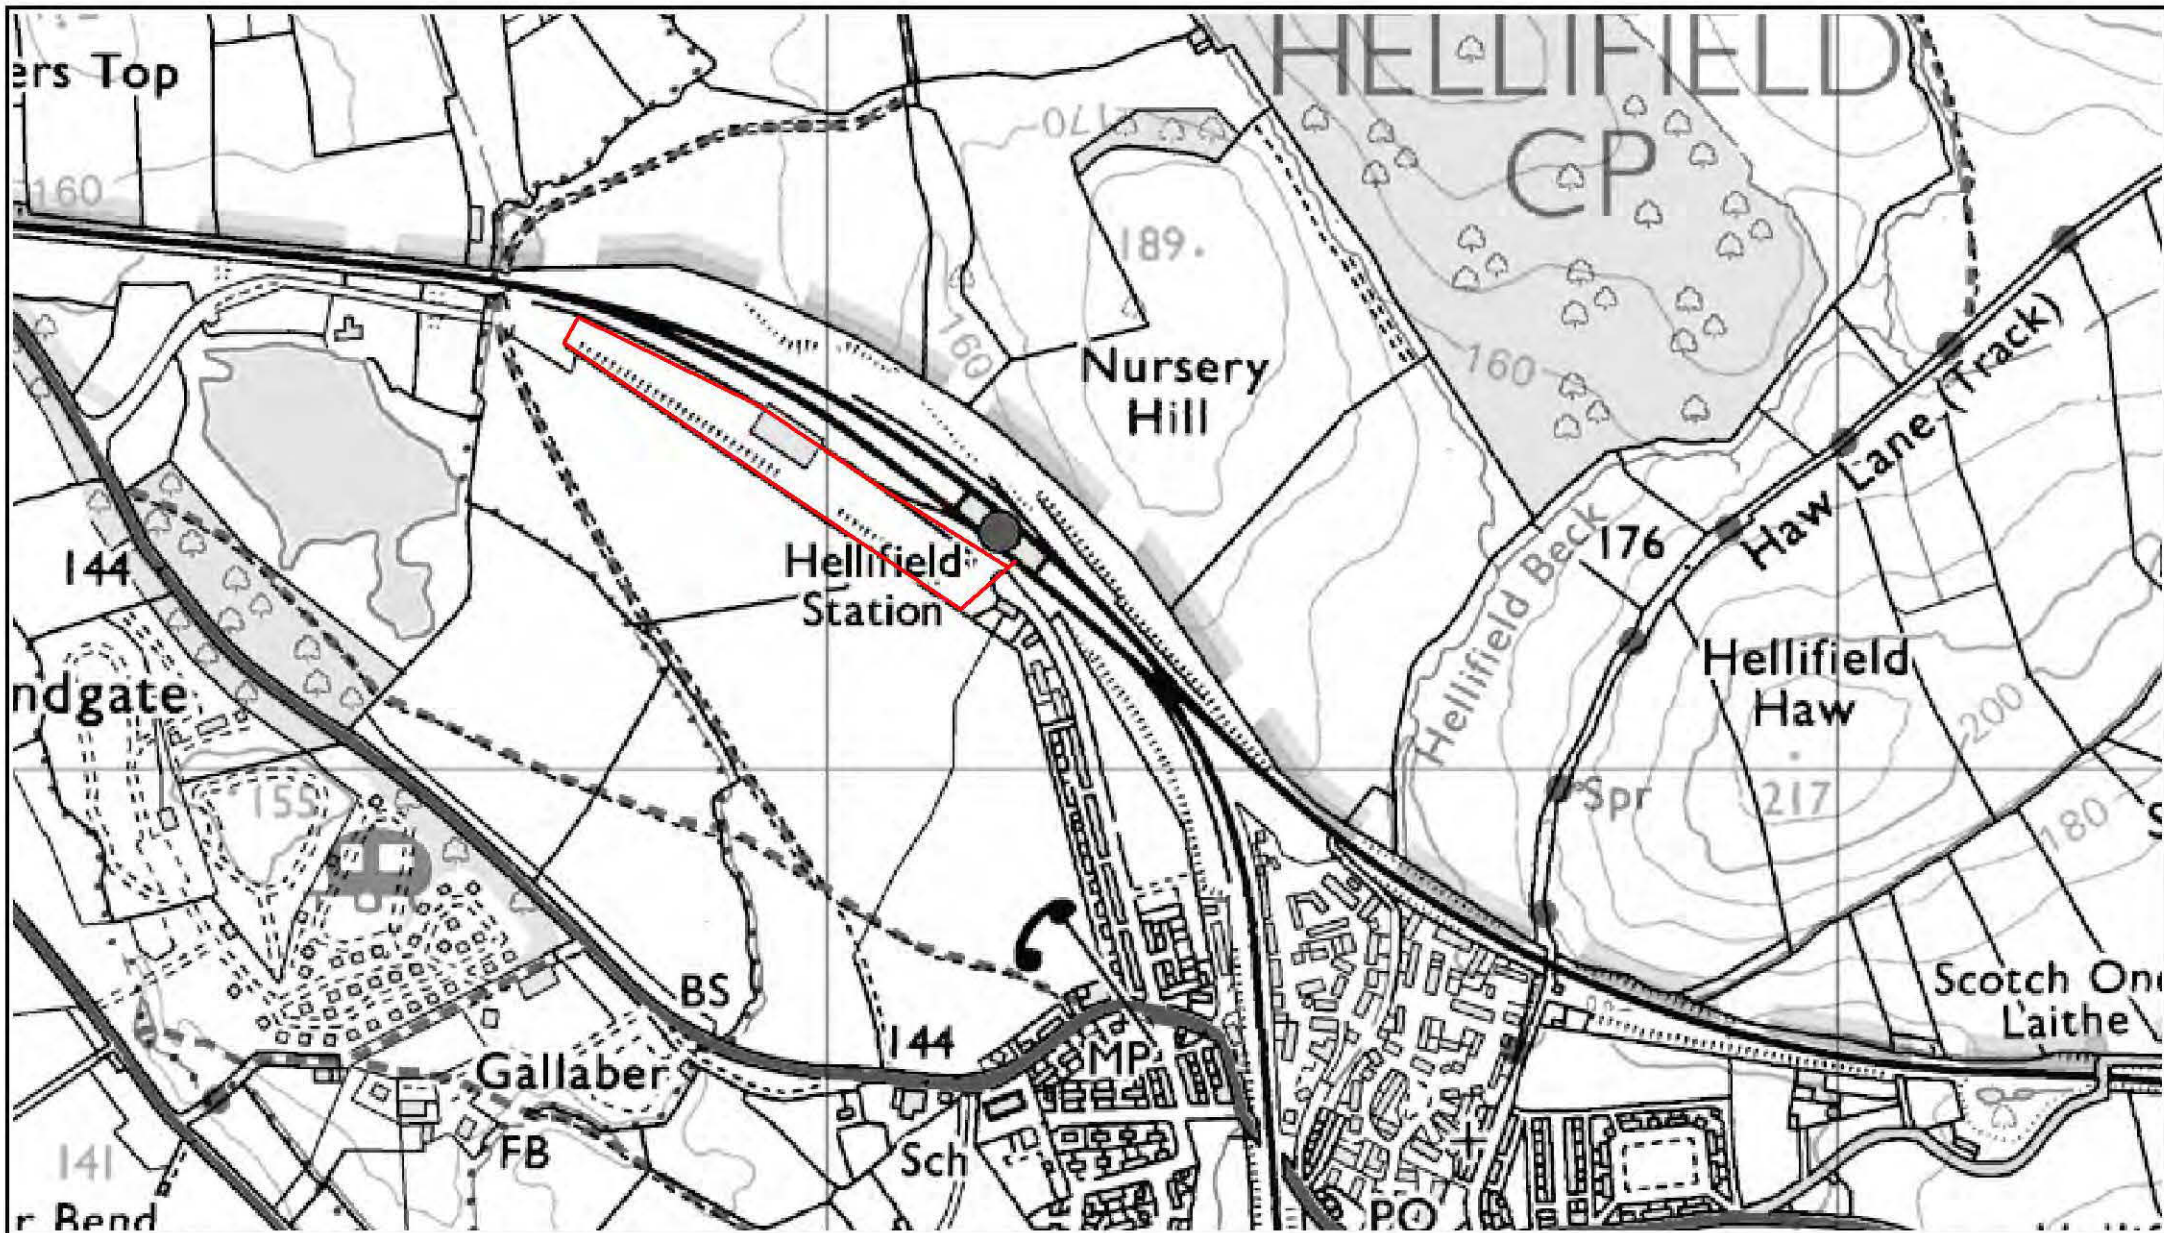 HELLIFIELD
CP
ers Top
160
170
189
160
Nursery
Hill
160
Haw Lane (Track)
176
Hellifield Beck
144
Hellifield
Station
Hellifield
Haw
ndgate
200
155
Spr
217
180
BS
144
Scotch One
Laithe
Gallaber
MP
FB
Sch
141
r Bend
PO